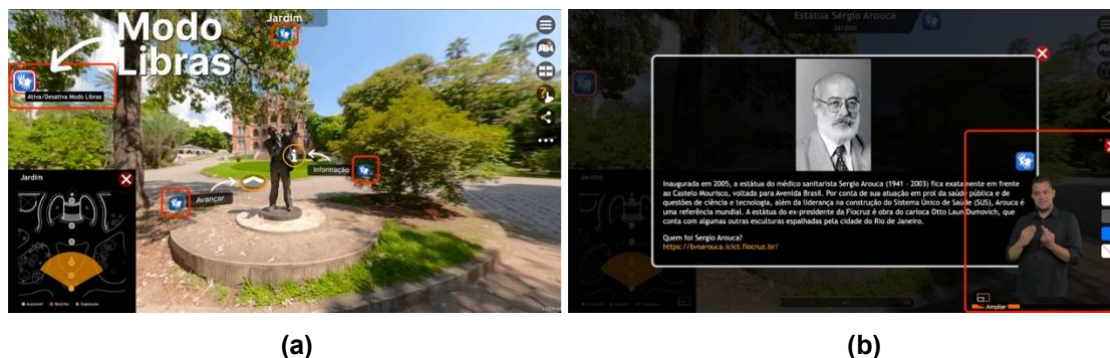 Jardim
Modo
Libras
Ativa/Desativa Modo Libras
Informação
Avançar
Jardim
(a)
Estátua Sérgio Arouca
Jardim
Inaugurada em 2005, a estátua do médico sanitarista Sergio Arouca (1941 - 2003) fica exatamente em frente
ao Castelo Mourisco, voltada para Avenida Brasil. Por conta de sua atuação em prol da saúde pública e de
questões de ciência e tecnologia, além da liderança na construção do Sistema Único de Saúde (SUS), Arouca é
uma referência mundial. A estátua do ex-presidente da Fiocruz é obra do carioca Otto Laun Dumovich, que
conta com algumas outras esculturas espalhadas pela cidade do Rio de Janeiro.
Quem foi Sergio Arouca?
https://bvsarouca.icict.fiocruz.br/
Ampliar
(b)